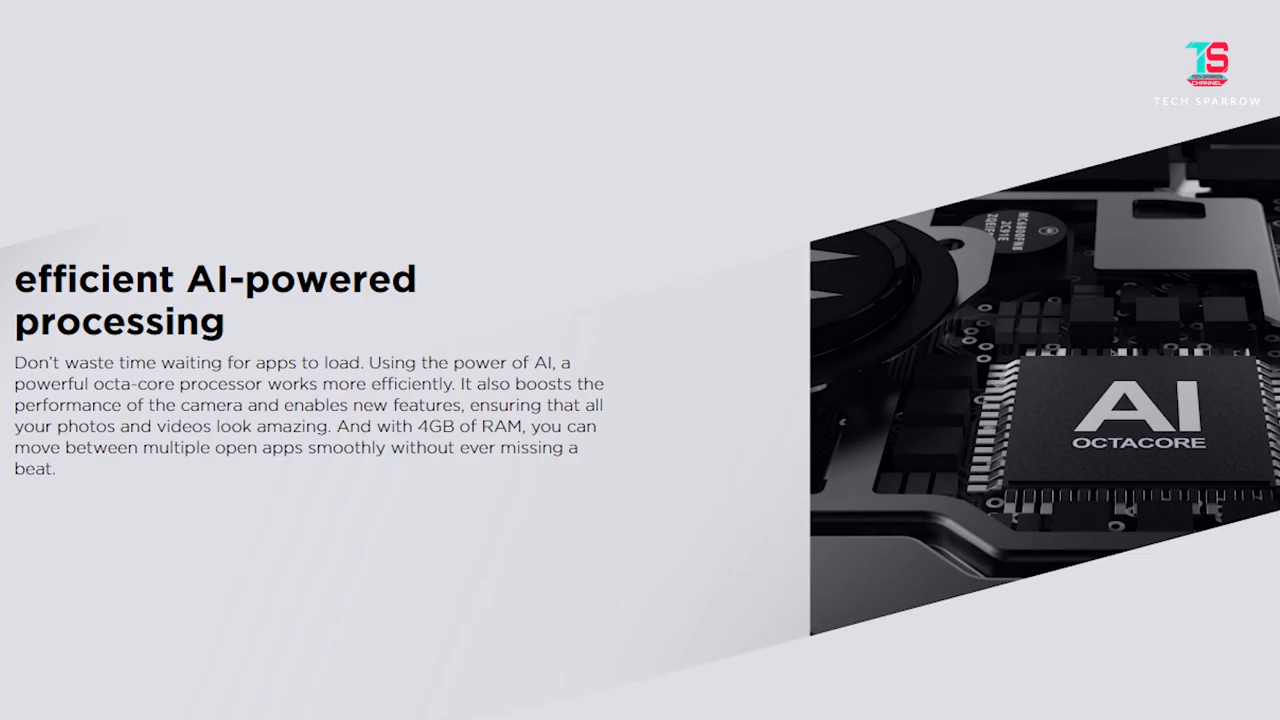 TS
CHANNEL
TECH SPARROW
efficient AI-powered
processing
Don't waste time waiting for apps to load. Using the power of AI, a
powerful octa-core processor works more efficiently. It also boosts the
performance of the camera and enables new features, ensuring that all
your photos and videos look amazing. And with 4GB of RAM, you can
move between multiple open apps smoothly without ever missing a
beat.
2C91E
AI
OCTACORE